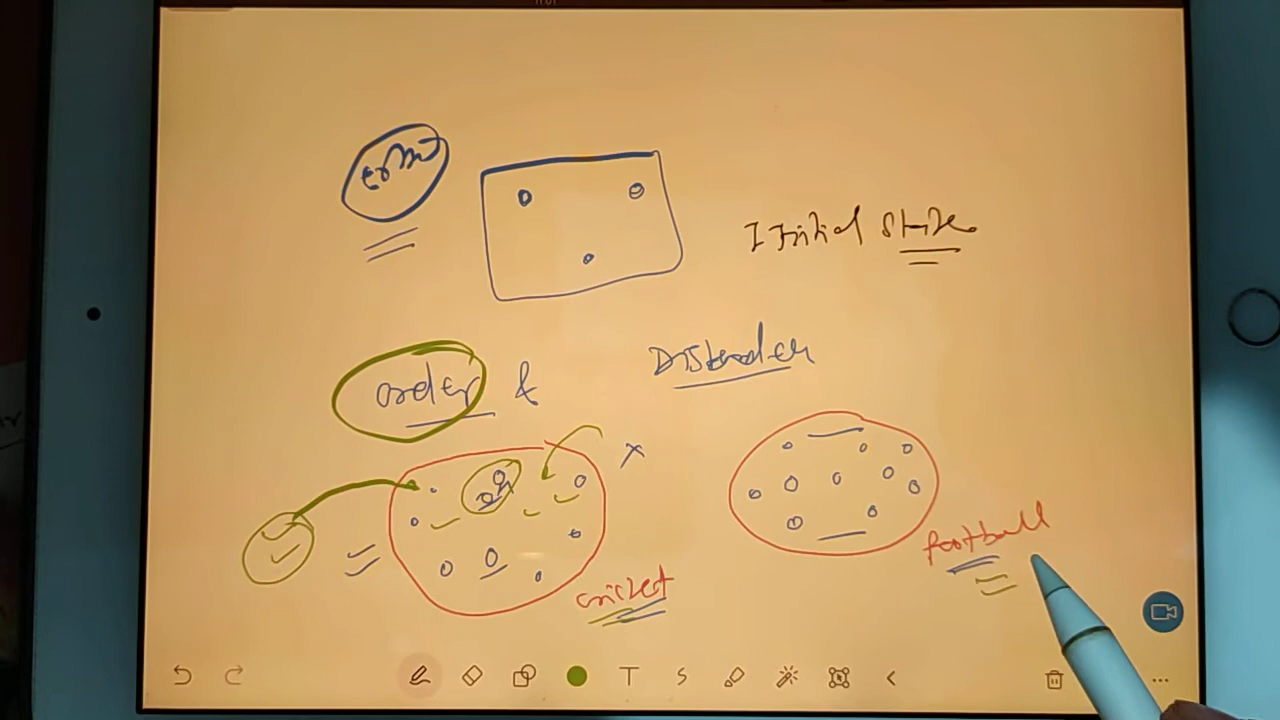 Initial State
order & Disorder
football
cricket
T S